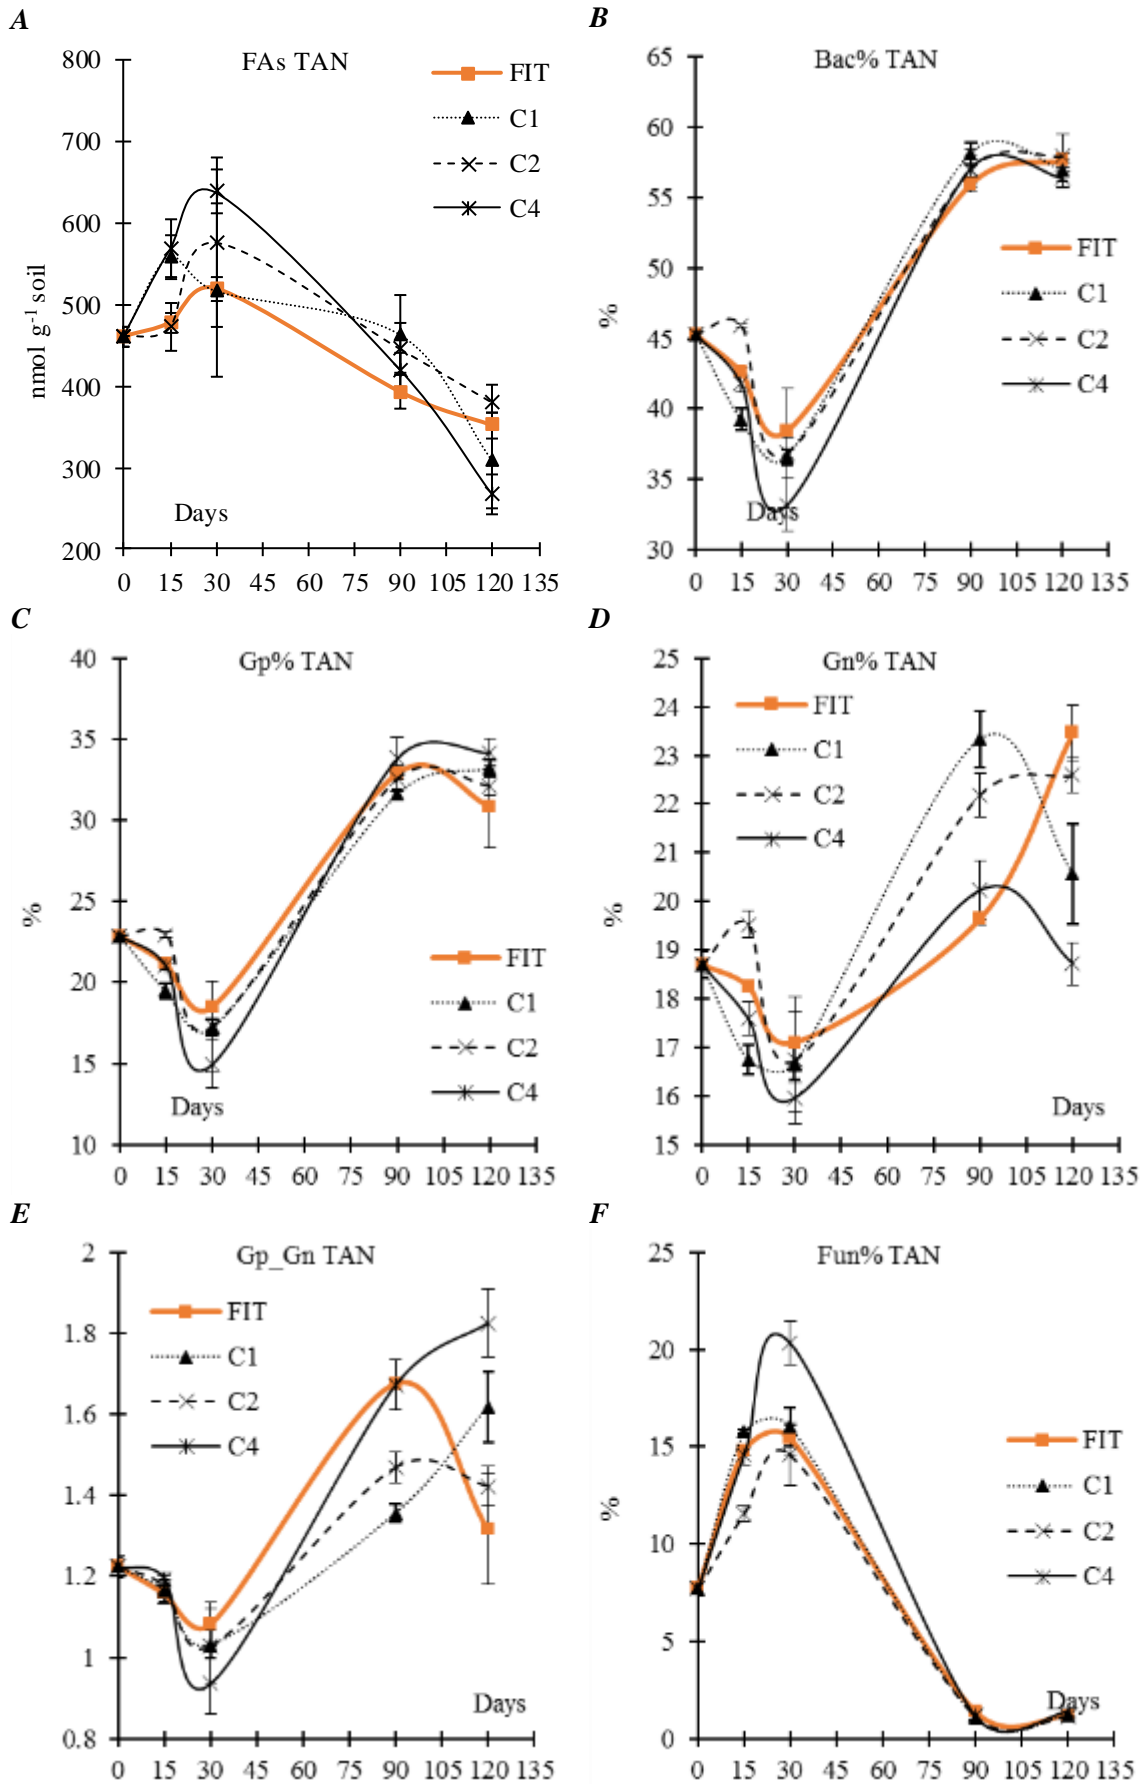 A
FAs TAN
800
700
600
500
400
300
200
nmol g-1 soil
FIT
C1
C2
C4
Days
0 15 30 45 60 75 90 105 120 135
B
Bac% TAN
65
60
55
50
45
40
35
30
%
FIT
C1
C2
C4
Days
0 15 30 45 60 75 90 105 120 135
C
Gp% TAN
40
35
30
25
20
15
10
%
FIT
C1
C2
C4
Days
0 15 30 45 60 75 90 105 120 135
D
Gn% TAN
25
24
23
22
21
20
19
18
17
16
15
%
FIT
C1
C2
C4
Days
0 15 30 45 60 75 90 105 120 135
E
Gp_Gn TAN
2
1.8
1.6
1.4
1.2
1
0.8
FIT
C1
C2
C4
Days
0 15 30 45 60 75 90 105 120 135
F
Fun% TAN
25
20
15
10
5
0
%
FIT
C1
C2
C4
Days
0 15 30 45 60 75 90 105 120 135